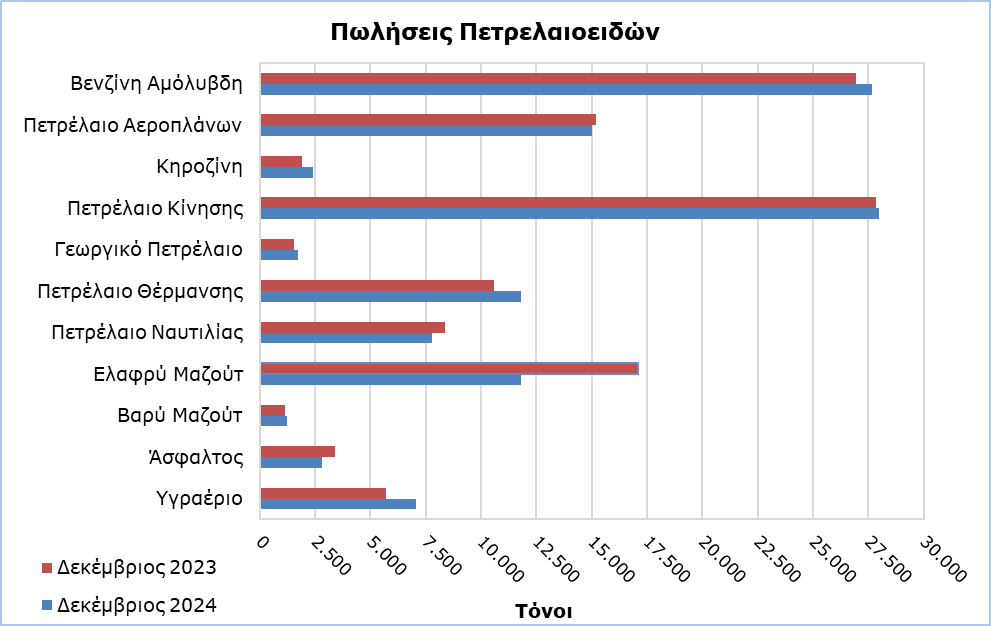 Πωλήσεις Πετρελαιοειδών
Βενζίνη Αμόλυβδη
Πετρέλαιο Αεροπλάνων
Κηροζίνη
Πετρέλαιο Κίνησης
Γεωργικό Πετρέλαιο
Πετρέλαιο Θέρμανσης
Πετρέλαιο Ναυτιλίας
Ελαφρύ Μαζούτ
Βαρύ Μαζούτ
Άσφαλτος
Υγραέριο
0 2.500 5.000 7.500 10.000 12.500 15.000 17.500 20.000 22.500 25.000 27.500 30.000
Δεκέμβριος 2023
Δεκέμβριος 2024
Τόνοι